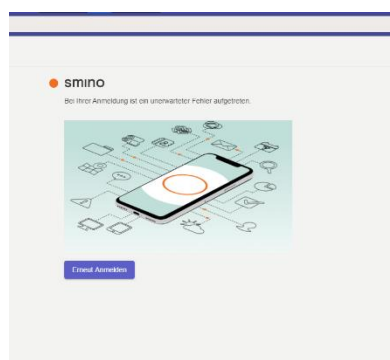 smino
Bei Ihrer Anmeldung ist ein unerwarteter Fehler aufgetreten.
Erneut Anmelden